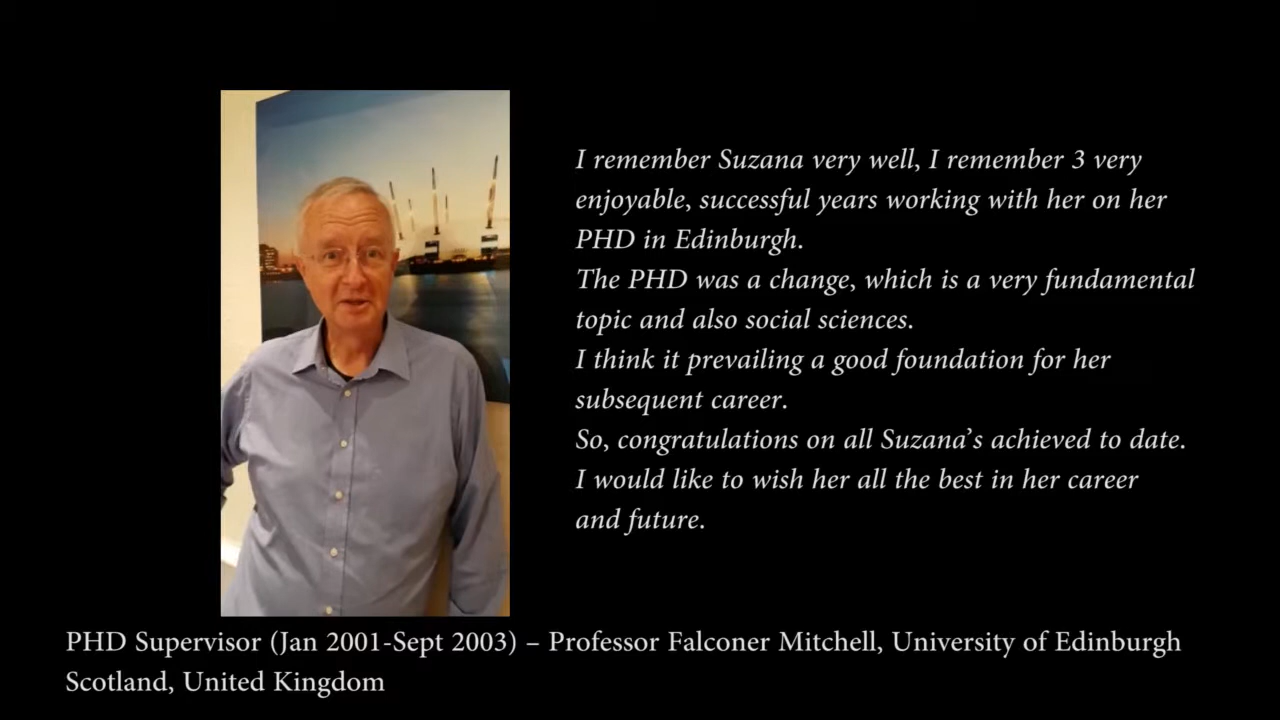 I remember Suzana very well, I remember 3 very
enjoyable, successful years working with her on her
PHD in Edinburgh.
The PHD was a change, which is a very fundamental
topic and also social sciences.
I think it prevailing a good foundation for her
subsequent career.
So, congratulations on all Suzana’s achieved to date.
I would like to wish her all the best in her career
and future.
PHD Supervisor (Jan 2001-Sept 2003) – Professor Falconer Mitchell, University of Edinburgh
Scotland, United Kingdom